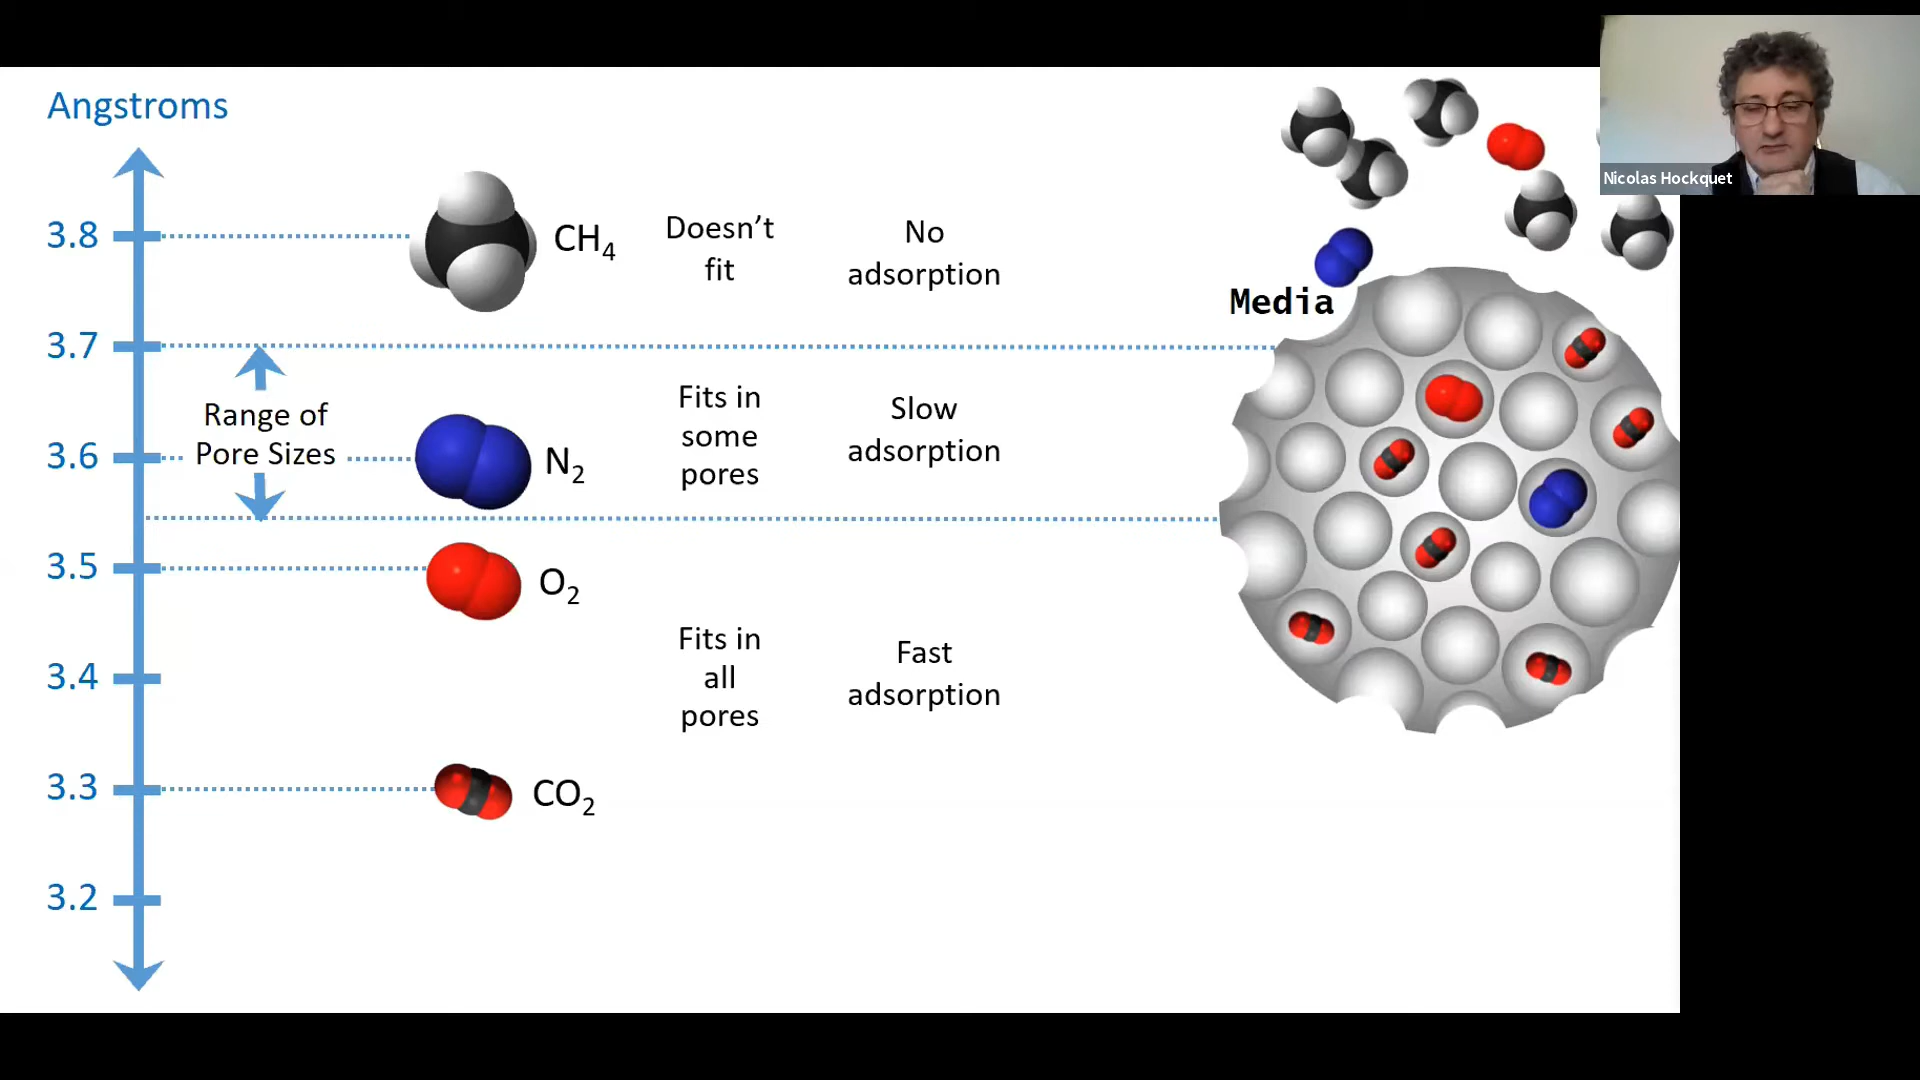 Angstroms
Nicolas Hockquet
3.8
CH4
Doesn't
fit
No
adsorption
Media
3.7
Range of
Pore Sizes
3.6
N2
Fits in
some
pores
Slow
adsorption
3.5
O2
3.4
Fits in
all
pores
Fast
adsorption
3.3
CO2
3.2